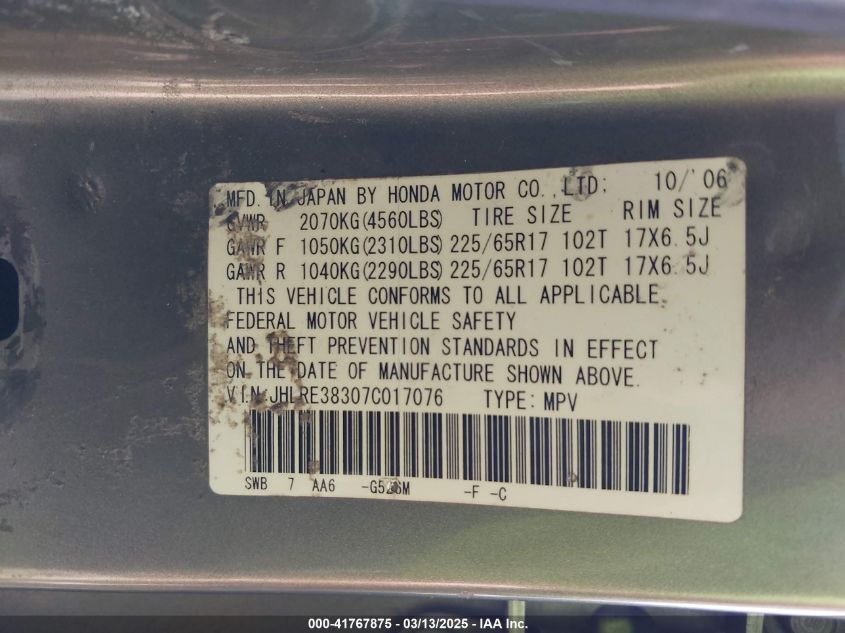 MFD. IN JAPAN BY HONDA MOTOR CO., LTD: 10/'06
GVWR 2070KG(4560LBS) TIRE SIZE RIM SIZE
GAWR F 1050KG(2310LBS) 225/65R17 102T 17X6.5J
GAWR R 1040KG(2290LBS) 225/65R17 102T 17X6.5J
THIS VEHICLE CONFORMS TO ALL APPLICABLE
FEDERAL MOTOR VEHICLE SAFETY
AND THEFT PREVENTION STANDARDS IN EFFECT
ON THE DATE OF MANUFACTURE SHOWN ABOVE.
VIN:JHLRE38307C017076 TYPE:MPV
SWB 7 AA6 -F -C
000-41767875 - 03/13/2025 - IAA Inc.